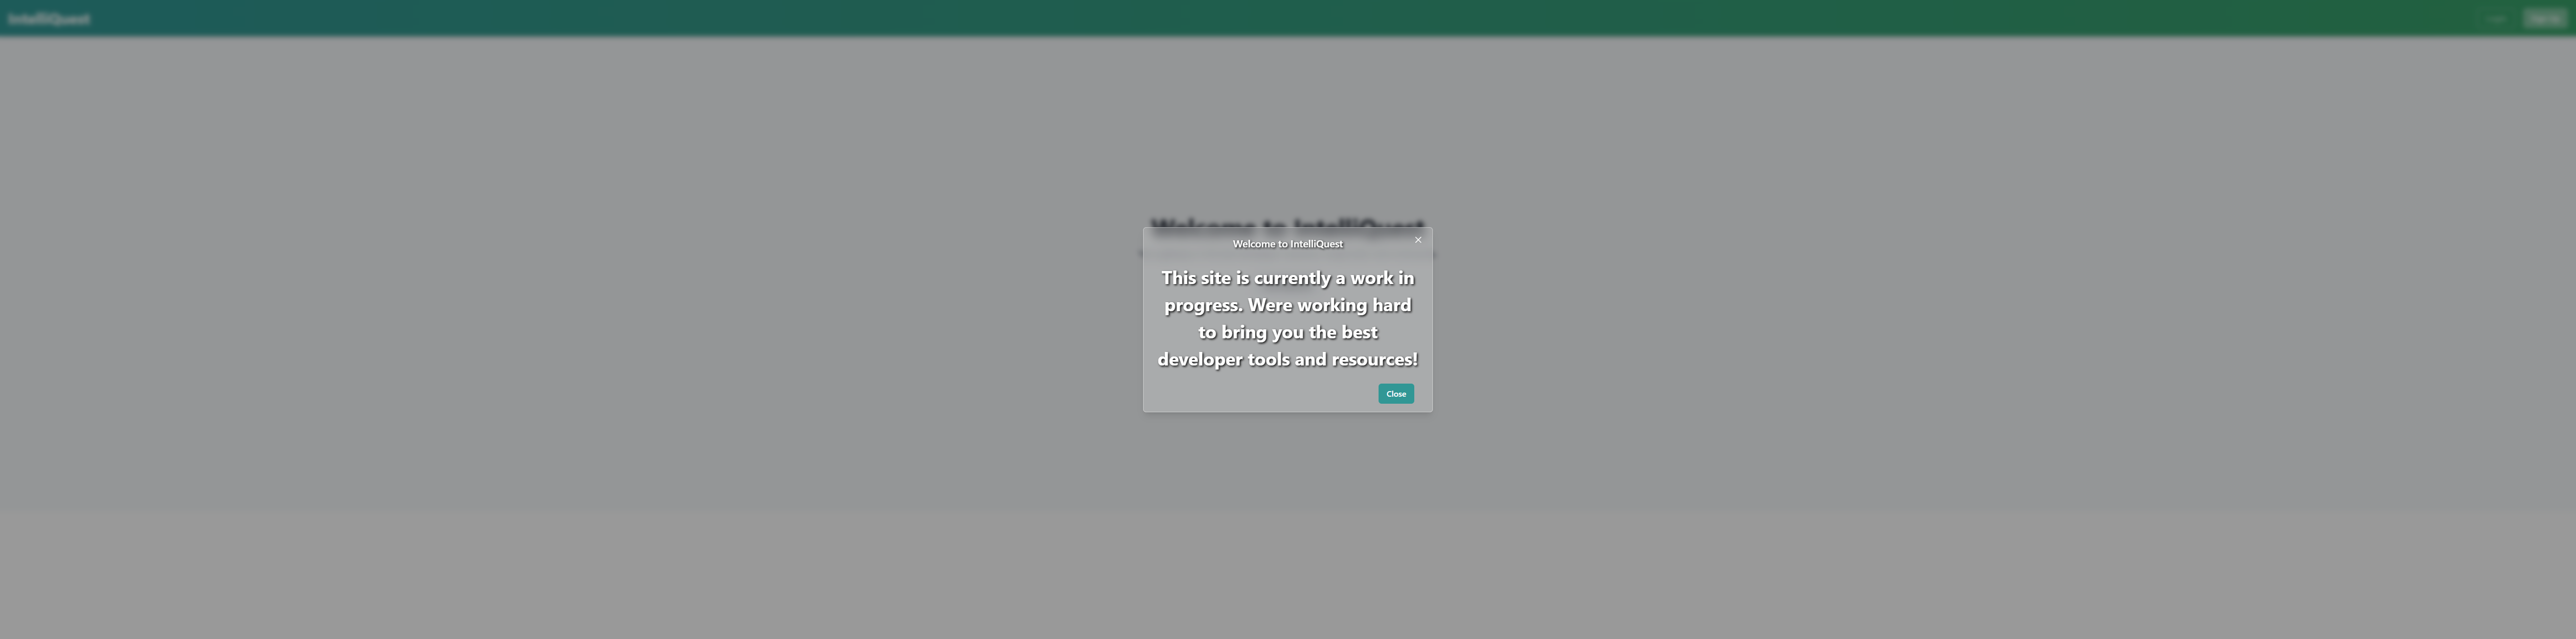 IntelliQuest
Welcome to IntelliQuest
Welcome to IntelliQuest
This site is currently a work in
progress. Were working hard
to bring you the best
developer tools and resources!
Close